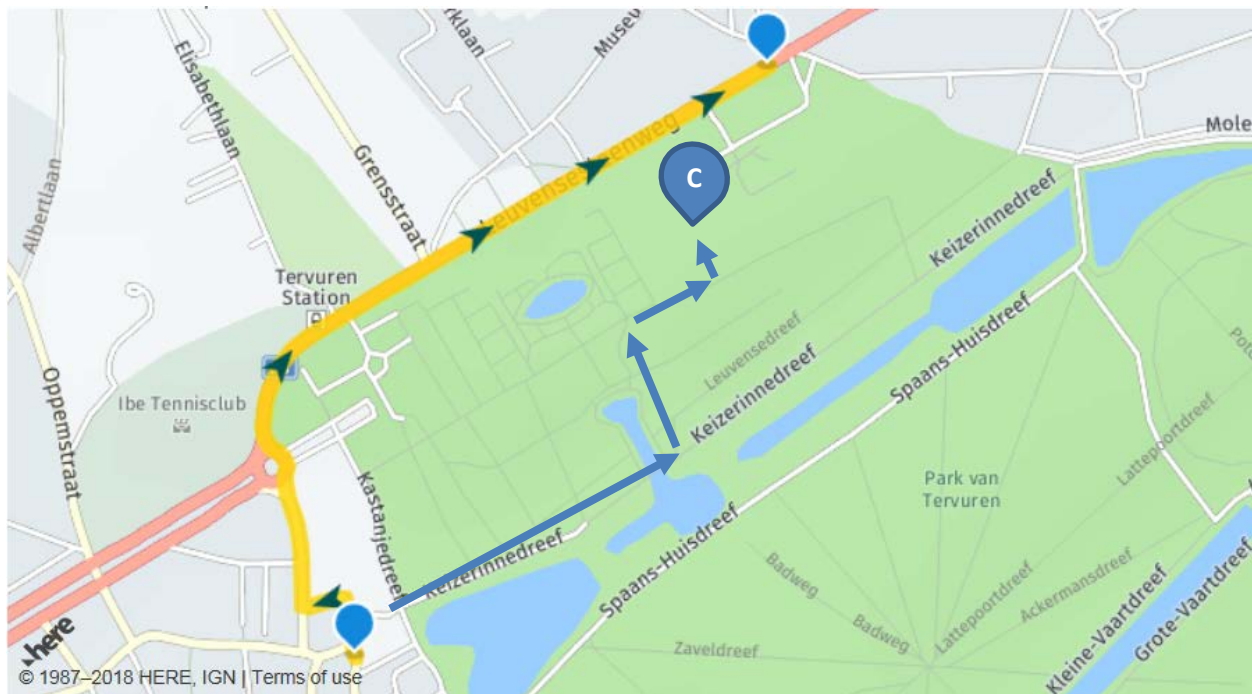 Elisabethlaan
rklaan
Museu
Grensstraat
Albertlaan
Leuvensesteenweg
C
Mole
Tervuren
Station
Keizerinnedreef
Ibe Tennisclub
Oppemstraat
Leuvensedreef
Keizerinnedreef
Spaans-Huisdreef
Pot
Kastanjedreef
Park van
Tervuren
Lattepoortdreef
Keizerinnedreef
Spaans-Huisdreef
Badweg
Badweg
Lattepoortdreef
Ackermansdreef
Zaveldreef
Kleine-Vaartdreef
Grote-Vaartdreef
here
© 1987–2018 HERE, IGN | Terms of use